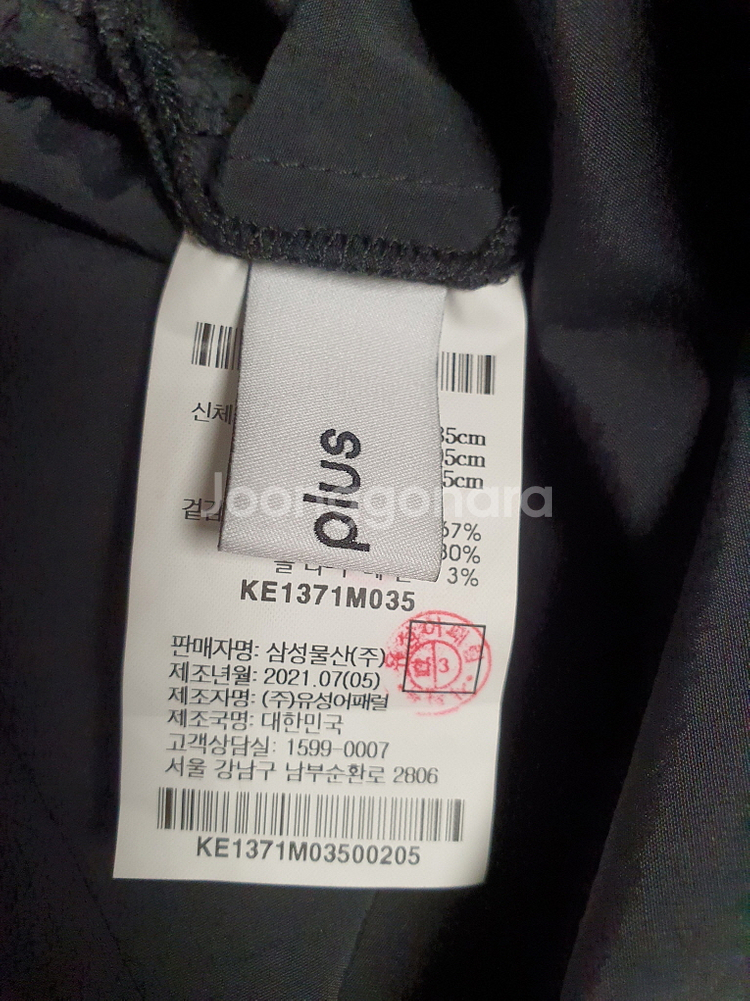 신체
5cm
5cm
5cm
plus
Joonggonara
67%
30%
3%
KE1371M035
판매자명: 삼성물산(주)
제조년월: 2021.07(05)
제조자명: (주)유성어패럴
제조국명: 대한민국
고객상담실: 1599-0007
서울 강남구 남부순환로 2806
KE1371M03500205